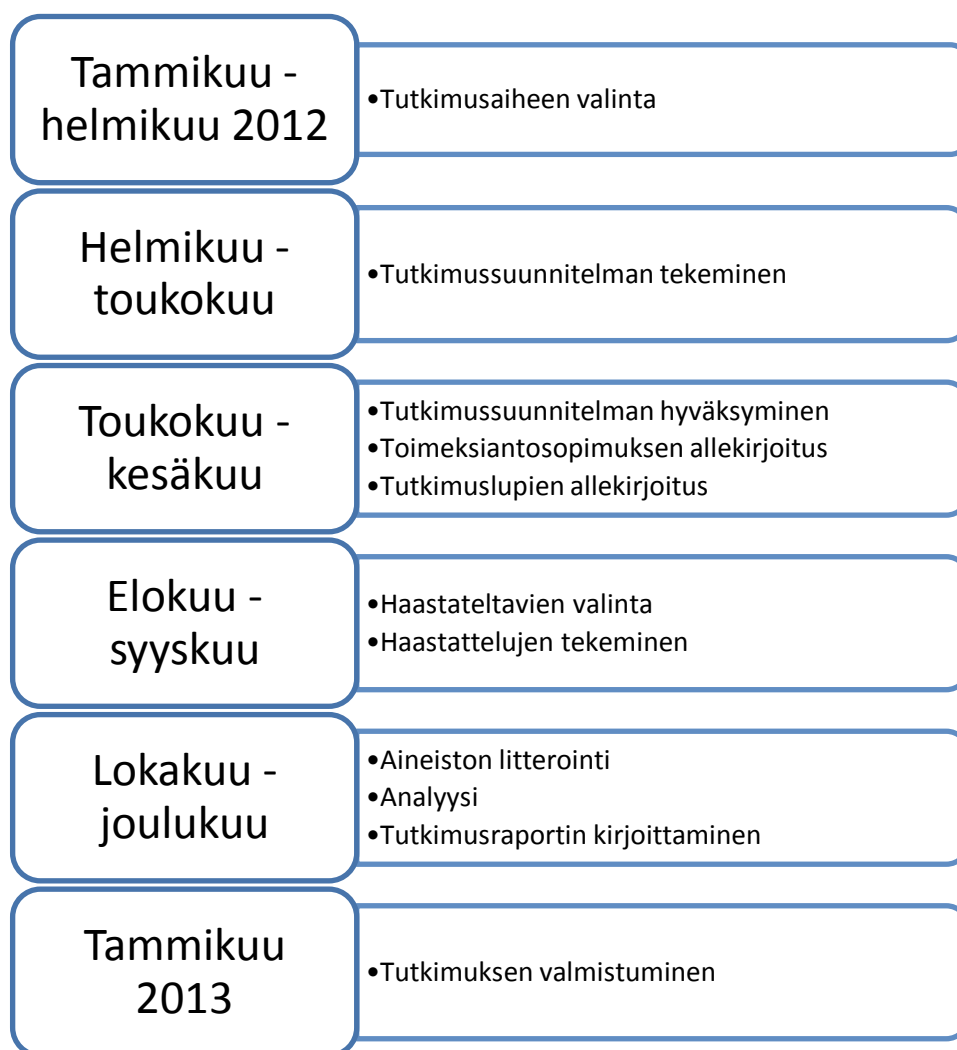 Tammikuu -
helmikuu 2012
•Tutkimusaiheen valinta
Helmikuu -
toukokuu
•Tutkimussuunnitelman tekeminen
Toukokuu -
kesäkuu
•Tutkimussuunnitelman hyväksyminen
•Toimeksiantosopimuksen allekirjoitus
•Tutkimuslupien allekirjoitus
Elokuu -
syyskuu
•Haastateltavien valinta
•Haastattelujen tekeminen
Lokakuu -
joulukuu
•Aineiston litterointi
•Analyysi
•Tutkimusraportin kirjoittaminen
Tammikuu
2013
•Tutkimuksen valmistuminen